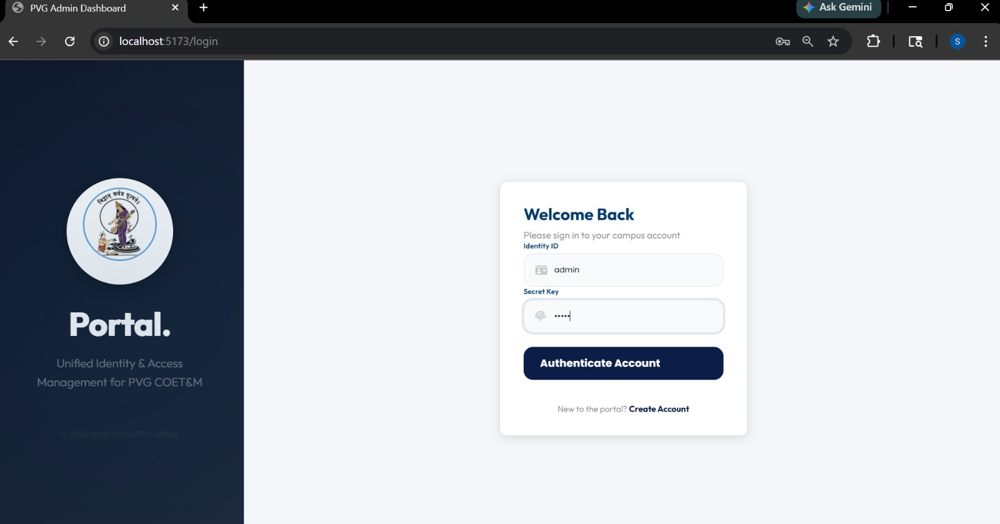 PVG Admin Dashboard
Ask Gemini
localhost:5173/login
S
विद्वान् सर्वत्र पूज्यते।
Portal.
Unified Identity & Access
Management for PVG COET&M
© 2026 PUNE VIDYARTHI GRIHA
Welcome Back
Please sign in to your campus account
Identity ID
admin
Secret Key
•••••
Authenticate Account
New to the portal? Create Account